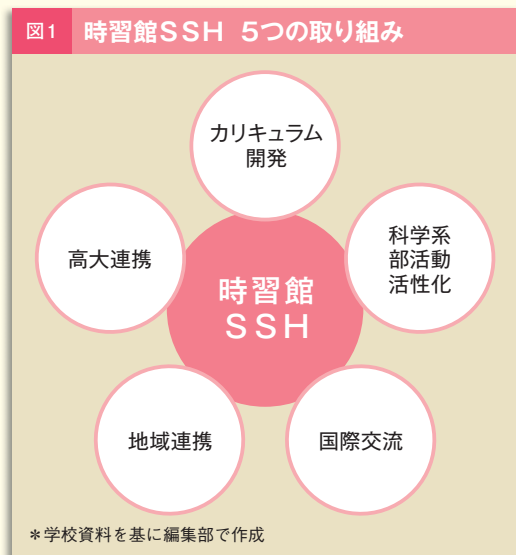 図1 時習館SSH 5つの取り組み
カリキュラム
開発
科学系
部活動
活性化
高大連携
時習館
SSH
地域連携
国際交流
*学校資料を基に編集部で作成